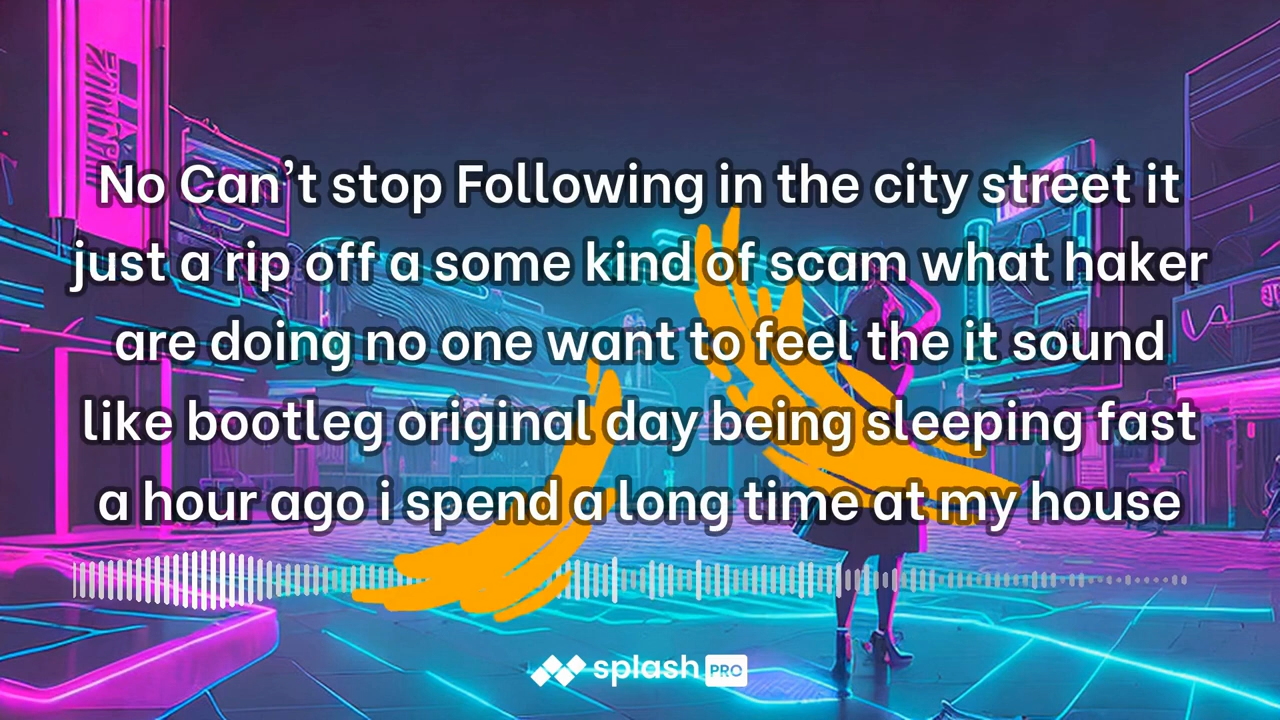 No Can’t stop Following in the city street it
just a rip off a some kind of scam what haker
are doing no one want to feel the it sound
like bootleg original day being sleeping fast
a hour ago i spend a long time at my house
splash PRO